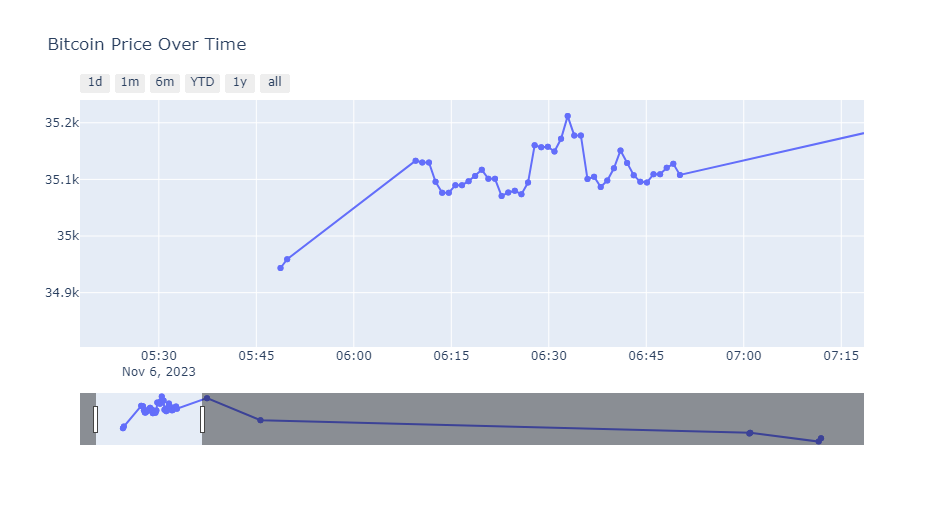 Bitcoin Price Over Time
1d 1m 6m YTD 1y all
35.2k
35.1k
35k
34.9k
05:30 05:45 06:00 06:15 06:30 06:45 07:00 07:15
Nov 6, 2023